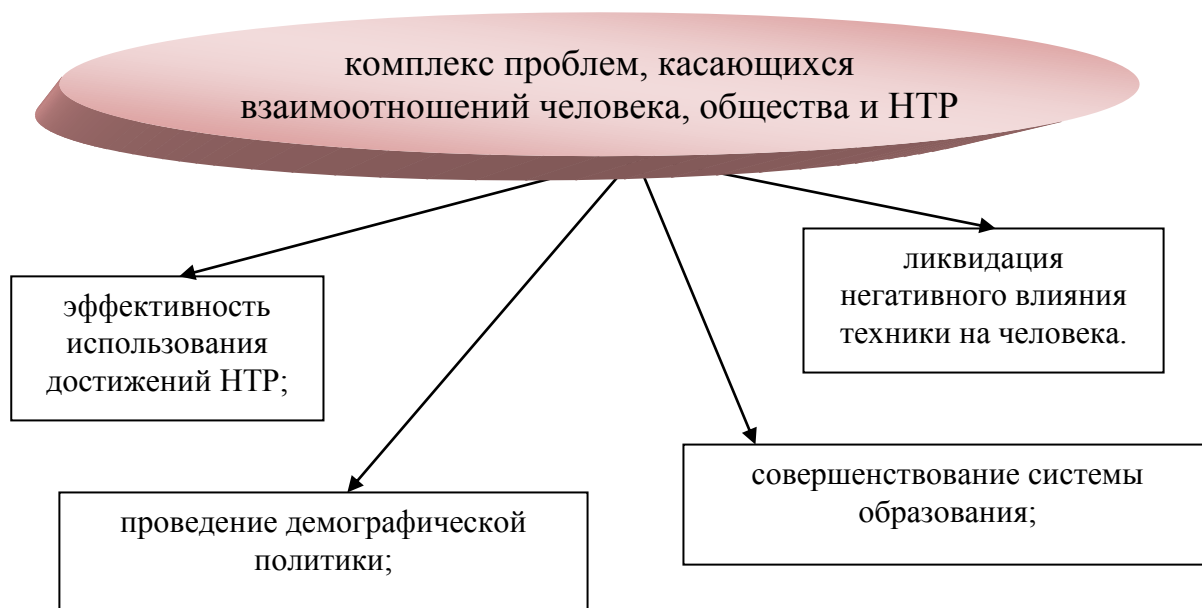 комплекс проблем, касающихся
взаимоотношений человека, общества и НТР
эффективность
использования
достижений НТР;
проведение демографической
политики;
совершенствование системы
образования;
ликвидация
негативного влияния
техники на человека.